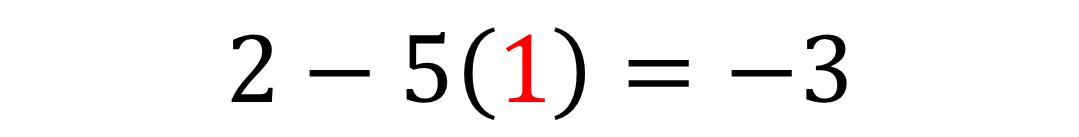 2 − 5(1) = −3